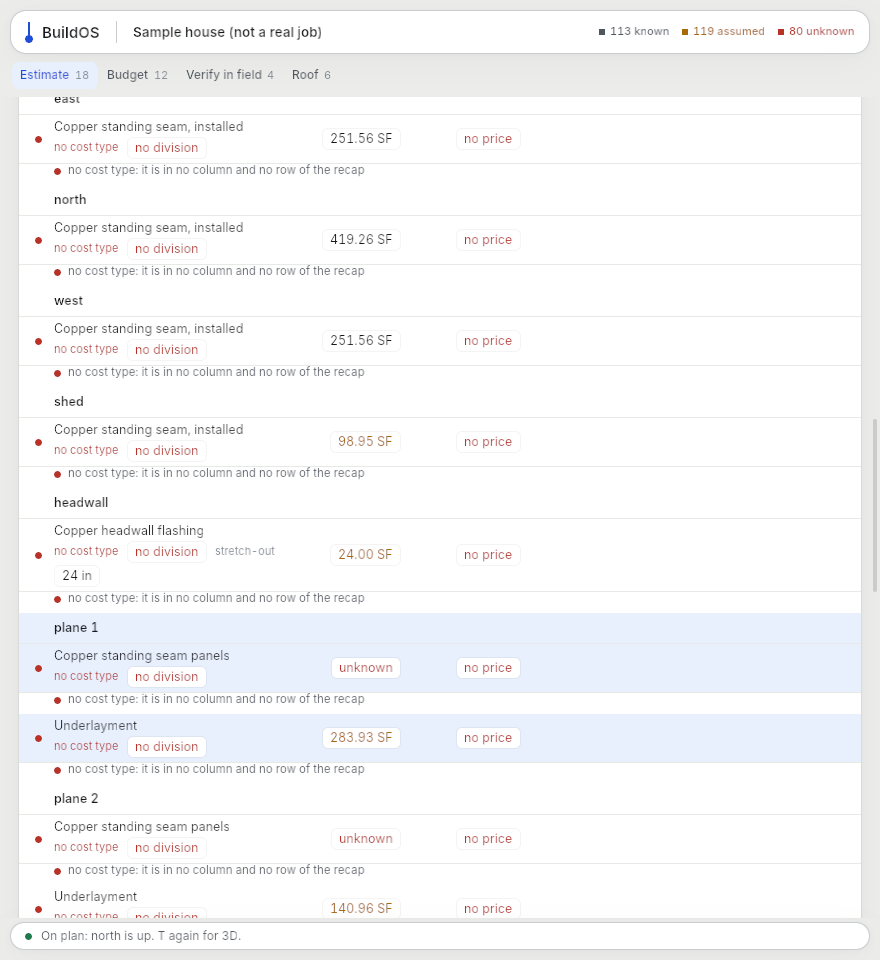 BuildOS
Sample house (not a real job)
113 known
119 assumed
80 unknown
Estimate 18
Budget 12
Verify in field 4
Roof 6
east
Copper standing seam, installed
no cost type no division
251.56 SF
no price
no cost type: it is in no column and no row of the recap
north
Copper standing seam, installed
no cost type no division
419.26 SF
no price
no cost type: it is in no column and no row of the recap
west
Copper standing seam, installed
no cost type no division
251.56 SF
no price
no cost type: it is in no column and no row of the recap
shed
Copper standing seam, installed
no cost type no division
98.95 SF
no price
no cost type: it is in no column and no row of the recap
headwall
Copper headwall flashing
no cost type no division stretch-out
24 in
24.00 SF
no price
no cost type: it is in no column and no row of the recap
plane 1
Copper standing seam panels
no cost type no division
unknown
no price
no cost type: it is in no column and no row of the recap
Underlayment
no cost type no division
283.93 SF
no price
no cost type: it is in no column and no row of the recap
plane 2
Copper standing seam panels
no cost type no division
unknown
no price
no cost type: it is in no column and no row of the recap
Underlayment
no cost type no division
140.96 SF
no price
On plan: north is up. T again for 3D.